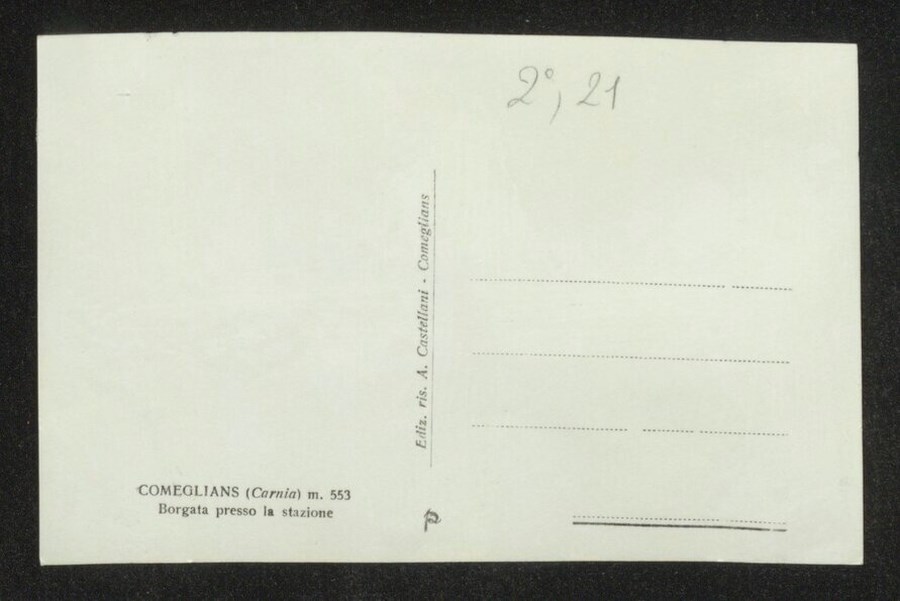 2°, 21
Ediz. ris. A. Castellani - Comeglians
COMEGLIANS (Carnia) m. 553
Borgata presso la stazione